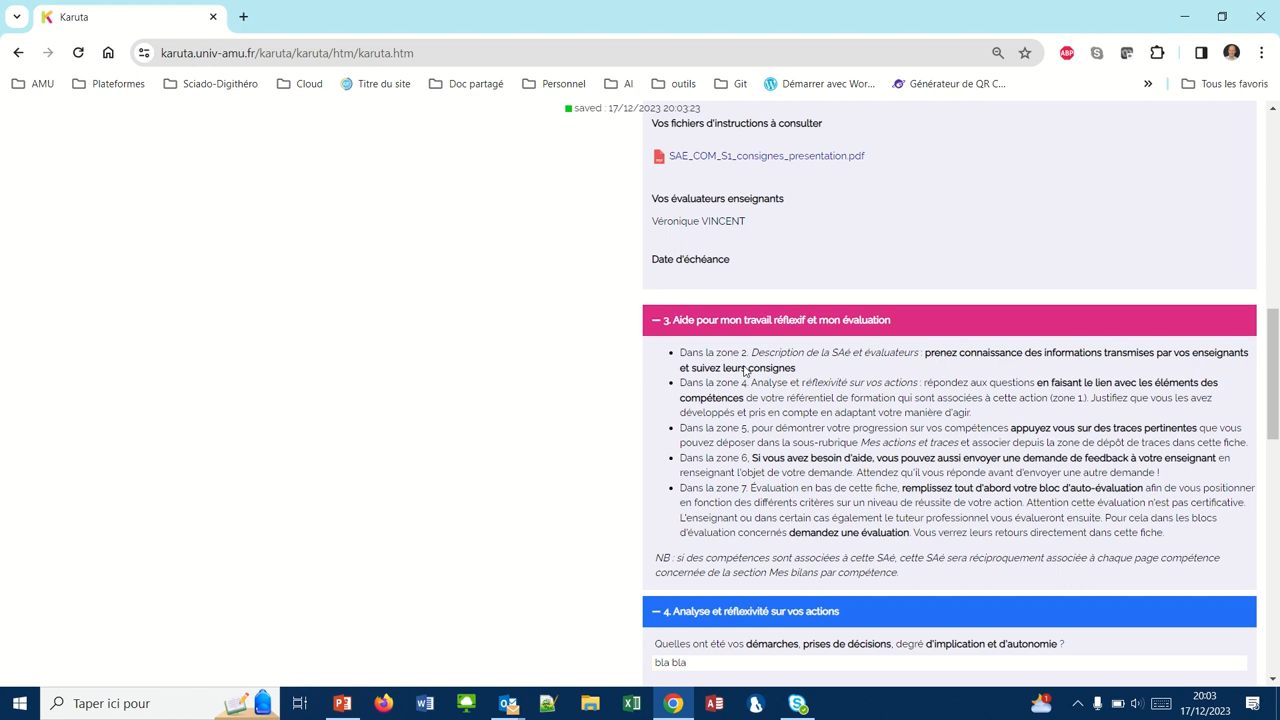 Karuta
karuta.univ-amu.fr/karuta/karuta/htm/karuta.htm
ABP
AMU Plateformes Sciado-Digithéro Cloud Titre du site Doc partagé Personnel AI outils Git Démarrer avec Wor... Générateur de QR C... » Tous les favoris
saved : 17/12/2023 20:03:23
Vos fichiers d'instructions à consulter
SAE_COM_S1_consignes_presentation.pdf
Vos évaluateurs enseignants
Véronique VINCENT
Date d'échéance
— 3. Aide pour mon travail réflexif et mon évaluation
• Dans la zone 2. Description de la SAé et évaluateurs : prenez connaissance des informations transmises par vos enseignants
et suivez leurs consignes
• Dans la zone 4. Analyse et réflexivité sur vos actions : répondez aux questions en faisant le lien avec les éléments des
compétences de votre référentiel de formation qui sont associées à cette action (zone 1.). Justifiez que vous les avez
développés et pris en compte en adaptant votre manière d'agir.
• Dans la zone 5, pour démontrer votre progression sur vos compétences appuyez vous sur des traces pertinentes que vous
pouvez déposer dans la sous-rubrique Mes actions et traces et associer depuis la zone de dépôt de traces dans cette fiche.
• Dans la zone 6, Si vous avez besoin d'aide, vous pouvez aussi envoyer une demande de feedback à votre enseignant en
renseignant l'objet de votre demande. Attendez qu'il vous réponde avant d'envoyer une autre demande !
• Dans la zone 7. Évaluation en bas de cette fiche, remplissez tout d'abord votre bloc d'auto-évaluation afin de vous positionner
en fonction des différents critères sur un niveau de réussite de votre action. Attention cette évaluation n'est pas certificative.
L'enseignant ou dans certain cas également le tuteur professionnel vous évalueront ensuite. Pour cela dans les blocs
d'évaluation concernés demandez une évaluation. Vous verrez leurs retours directement dans cette fiche.
NB : si des compétences sont associées à cette SAé, cette SAé sera réciproquement associée à chaque page compétence
concernée de la section Mes bilans par compétence.
— 4. Analyse et réflexivité sur vos actions
Quelles ont été vos démarches, prises de décisions, degré d'implication et d'autonomie ?
bla bla
Taper ici pour
20:03
17/12/2023